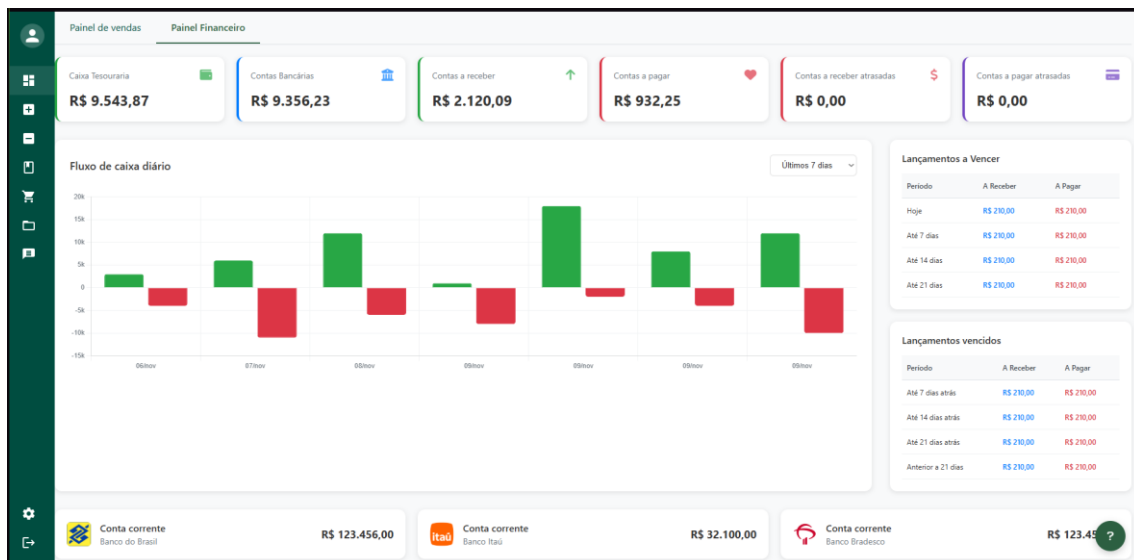 Painel de vendas Painel Financeiro
Caixa Tesouraria
R$ 9.543,87
Contas Bancárias
R$ 9.356,23
Contas a receber
R$ 2.120,09
Contas a pagar
R$ 932,25
Contas a receber atrasadas
$
R$ 0,00
Contas a pagar atrasadas
R$ 0,00
Fluxo de caixa diário
Últimos 7 dias
20k
15k
10k
5k
0
-5k
-10k
-15k
06/nov 07/nov 08/nov 09/nov 09/nov 09/nov 09/nov
Lançamentos a Vencer
Período A Receber A Pagar
Hoje R$ 210,00 R$ 210,00
Até 7 dias R$ 210,00 R$ 210,00
Até 14 dias R$ 210,00 R$ 210,00
Até 21 dias R$ 210,00 R$ 210,00
Lançamentos vencidos
Período A Receber A Pagar
Até 7 dias atrás R$ 210,00 R$ 210,00
Até 14 dias atrás R$ 210,00 R$ 210,00
Até 21 dias atrás R$ 210,00 R$ 210,00
Anterior a 21 dias R$ 210,00 R$ 210,00
Conta corrente
Banco do Brasil
R$ 123.456,00
itaú
Conta corrente
Banco Itaú
R$ 32.100,00
Conta corrente
Banco Bradesco
R$ 123.45
?